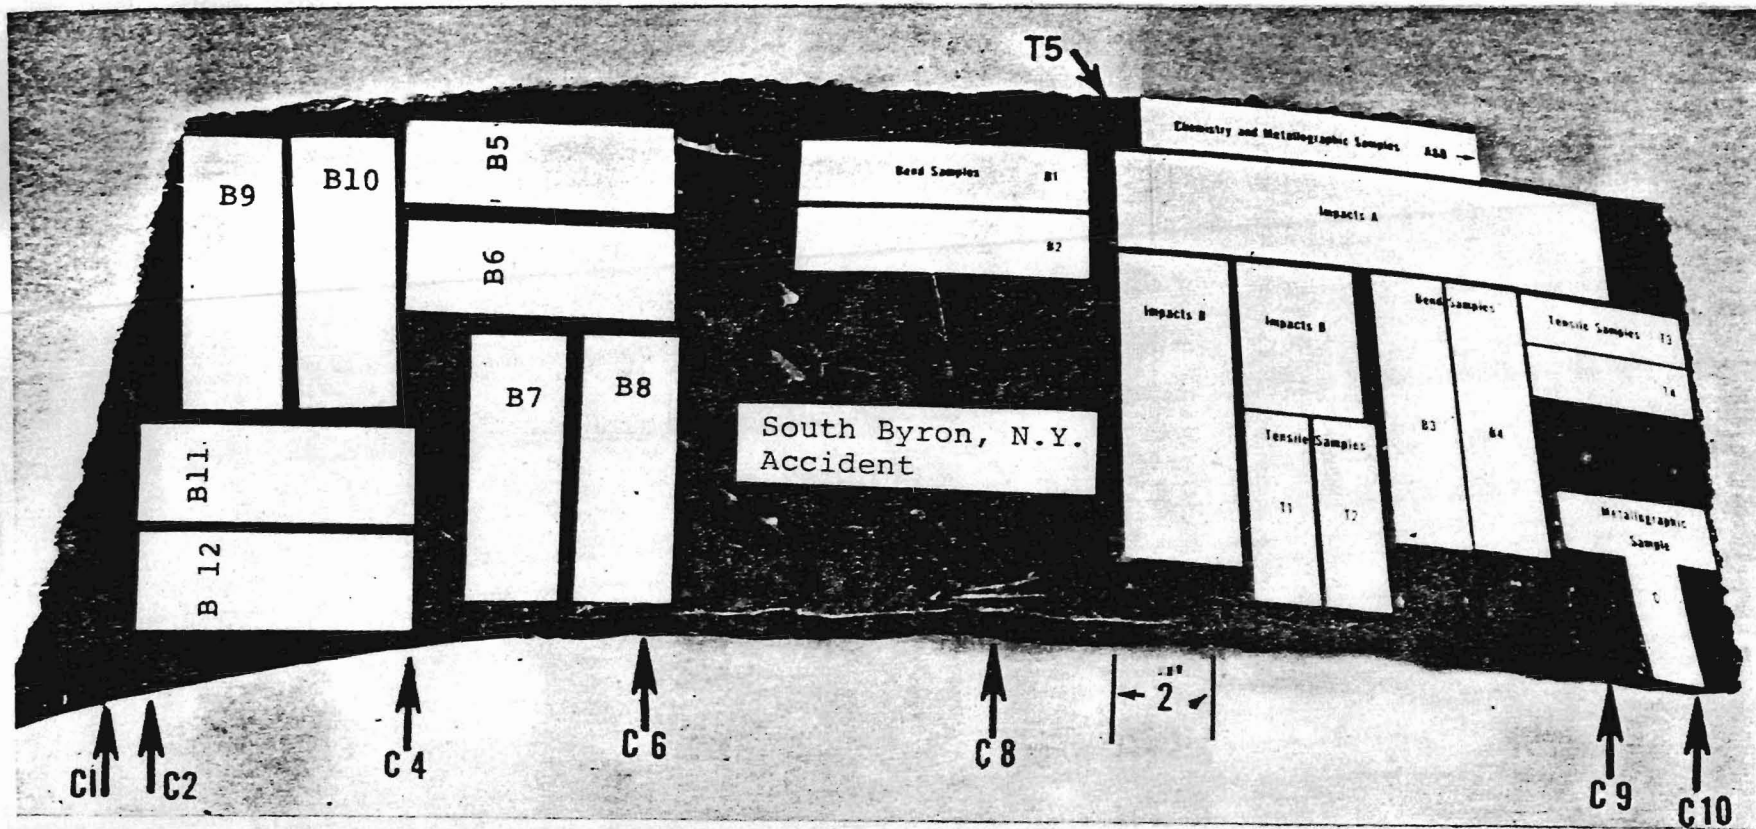 T5
Chemistry and Metallographic Samples A&B
B9
B10
B5
B6
Bend Samples B1
B2
Impacts A
Impacts B
Impacts B
Bend Samples
B3
B4
Tensile Samples T3
T4
B7
B8
South Byron, N.Y.
Accident
Tensile Samples
T1
T2
B11
B 12
Metallographic
Sample
C1
C2
C4
C6
C8
2
C9
C10